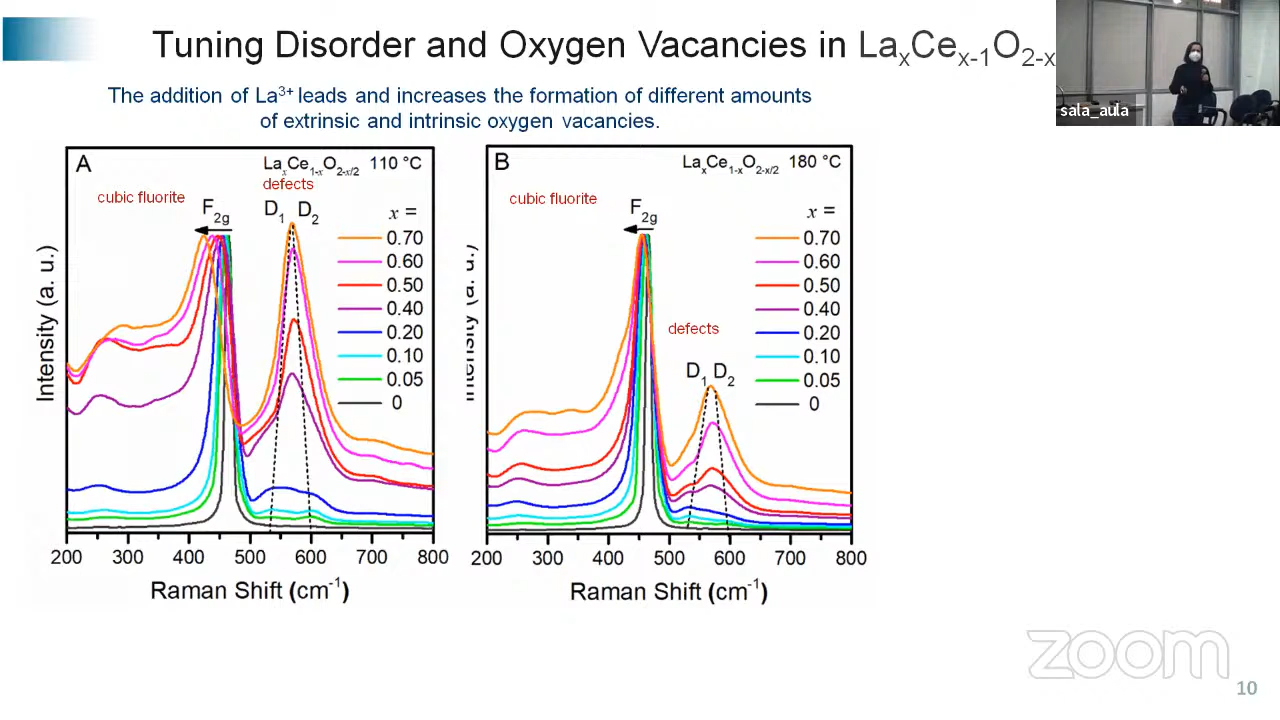 Tuning Disorder and Oxygen Vacancies in LaxCex-1O2-x
sala_aula
The addition of La3+ leads and increases the formation of different amounts
of extrinsic and intrinsic oxygen vacancies.
A
LaxCe1-xO2-x/2 110 °C
cubic fluorite
defects
F2g
D1 D2
x =
0.70
0.60
0.50
0.40
0.20
0.10
0.05
0
Intensity (a. u.)
200 300 400 500 600 700 800
Raman Shift (cm-1)
B
LaxCe1-xO2-x/2 180 °C
cubic fluorite
F2g
defects
D1 D2
x =
0.70
0.60
0.50
0.40
0.20
0.10
0.05
0
Intensity (a. u.)
200 300 400 500 600 700 800
Raman Shift (cm-1)
zoom
10